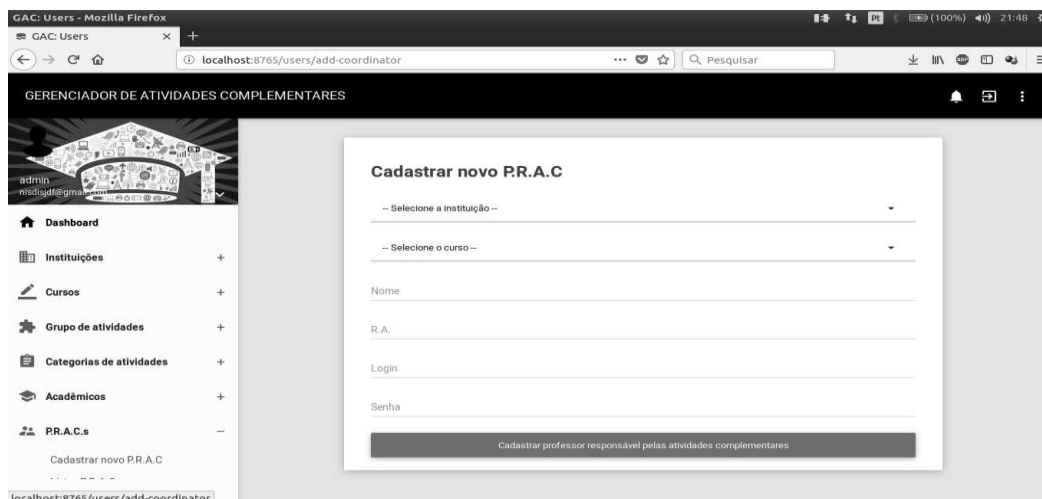 GAC: Users - Mozilla Firefox
Pt (100%) 21:48
GAC: Users × +
localhost:8765/users/add-coordinator ... Pesquisar
GERENCIADOR DE ATIVIDADES COMPLEMENTARES
admin
Dashboard
Instituições +
Cursos +
Grupo de atividades +
Categorias de atividades +
Acadêmicos +
P.R.A.C.s −
Cadastrar novo P.R.A.C
localhost:8765/users/add-coordinator
Cadastrar novo P.R.A.C
-- Selecione a instituição --
-- Selecione o curso --
Nome
R.A.
Login
Senha
Cadastrar professor responsável pelas atividades complementares